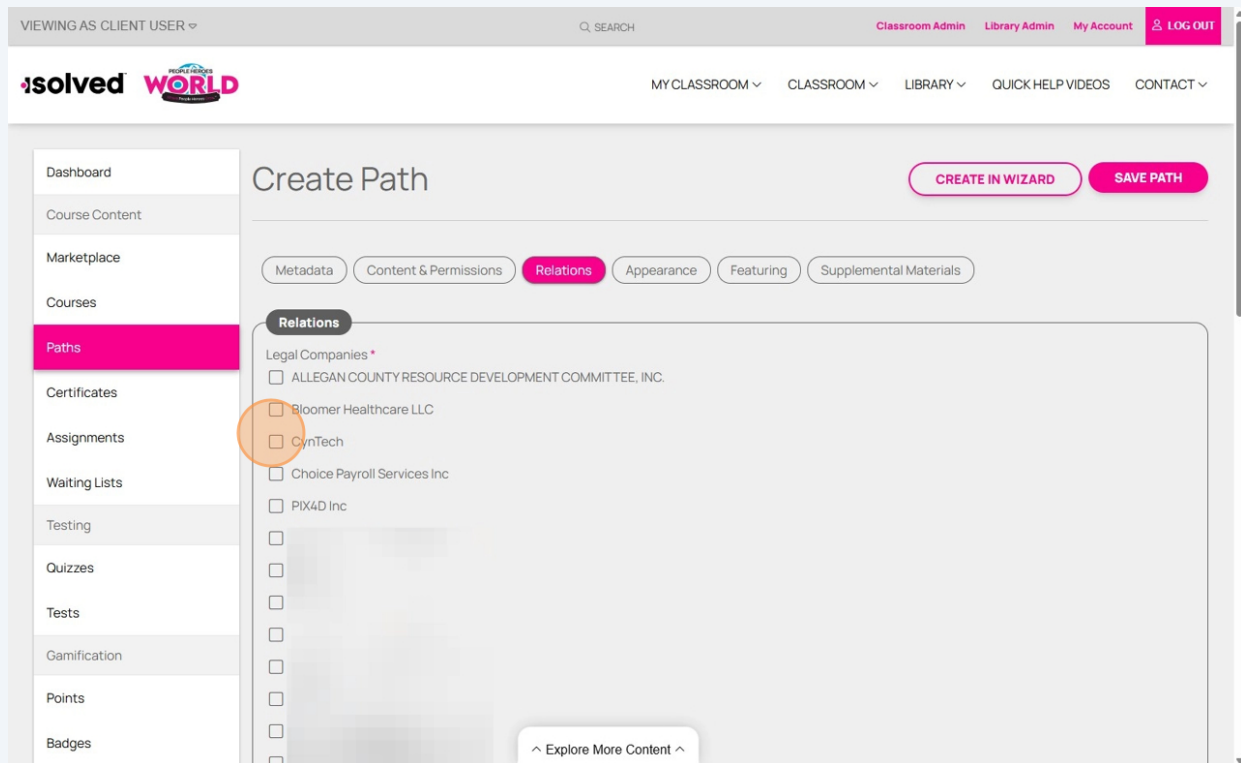 VIEWING AS CLIENT USER
SEARCH
Classroom Admin
Library Admin
My Account
LOG OUT
isolved
PEOPLE HEROES
WORLD
MY CLASSROOM
CLASSROOM
LIBRARY
QUICK HELP VIDEOS
CONTACT
Dashboard
Course Content
Marketplace
Courses
Paths
Certificates
Assignments
Waiting Lists
Testing
Quizzes
Tests
Gamification
Points
Badges
Create Path
CREATE IN WIZARD
SAVE PATH
Metadata
Content & Permissions
Relations
Appearance
Featuring
Supplemental Materials
Relations
Legal Companies *
ALLEGAN COUNTY RESOURCE DEVELOPMENT COMMITTEE, INC.
Bloomer Healthcare LLC
CynTech
Choice Payroll Services Inc
PIX4D Inc
Explore More Content